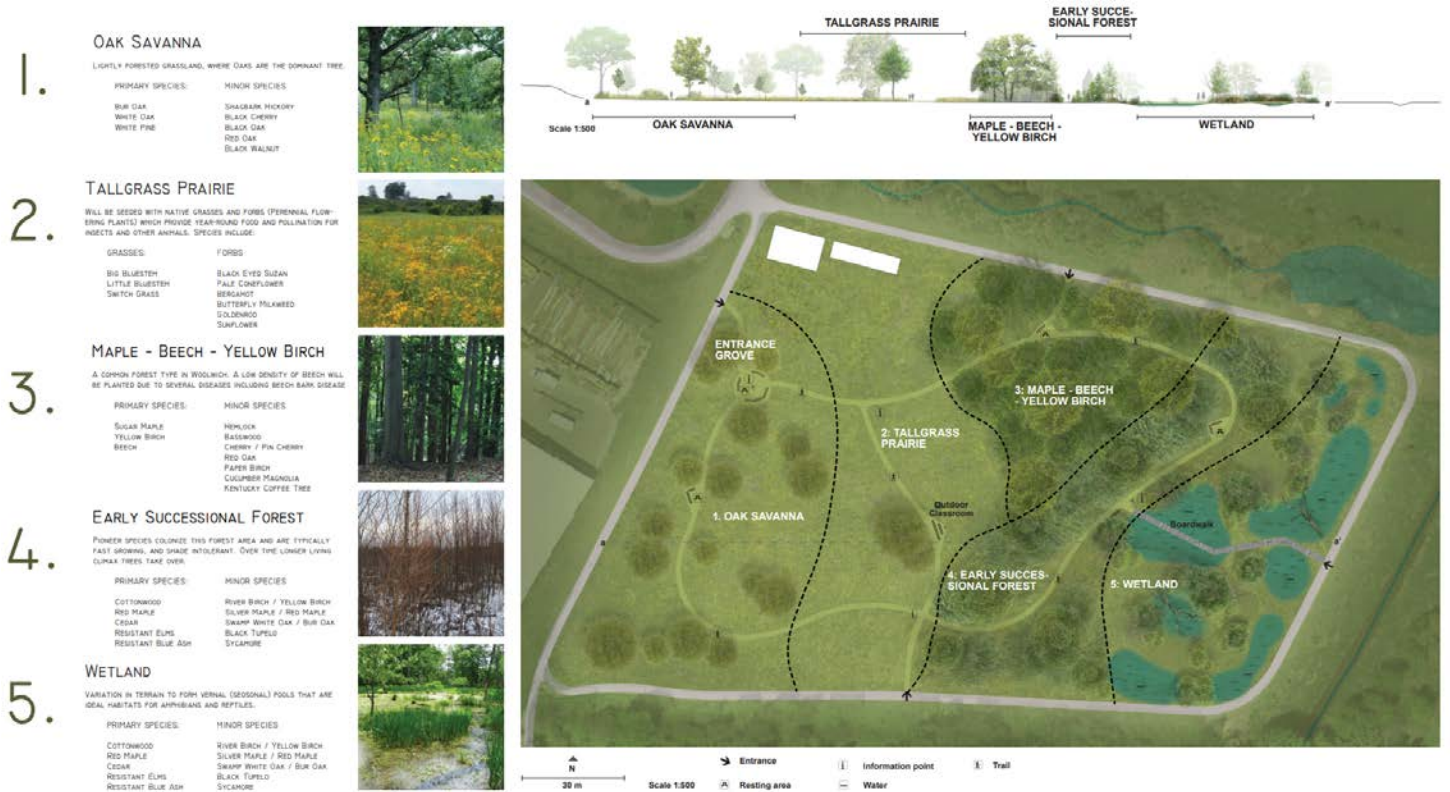 1.
OAK SAVANNA
LIGHTLY FORESTED GRASSLAND, WHERE OAKS ARE THE DOMINANT TREE.
PRIMARY SPECIES: MINOR SPECIES
BUR OAK SHAGBARK HICKORY
WHITE OAK BLACK CHERRY
WHITE PINE BLACK OAK
RED OAK
BLACK WALNUT
2.
TALLGRASS PRAIRIE
WILL BE SEEDED WITH NATIVE GRASSES AND FORBS (PERENNIAL FLOW-
ERING PLANTS) WHICH PROVIDE YEAR-ROUND FOOD AND POLLINATION FOR
INSECTS AND OTHER ANIMALS. SPECIES INCLUDE:
GRASSES: FORBS
BIG BLUESTEM BLACK EYED SUZAN
LITTLE BLUESTEM PALE CONEFLOWER
SWITCH GRASS BERGAMOT
BUTTERFLY MILKWEED
GOLDENROD
SUNFLOWER
3.
MAPLE - BEECH - YELLOW BIRCH
A COMMON FOREST TYPE IN WOOLWICH. A LOW DENSITY OF BEECH WILL
BE PLANTED DUE TO SEVERAL DISEASES INCLUDING BEECH BARK DISEASE
PRIMARY SPECIES: MINOR SPECIES
SUGAR MAPLE HEMLOCK
YELLOW BIRCH BASSWOOD
BEECH CHERRY / PIN CHERRY
RED OAK
PAPER BIRCH
CUCUMBER MAGNOLIA
KENTUCKY COFFEE TREE
4.
EARLY SUCCESSIONAL FOREST
PIONEER SPECIES COLONIZE THIS FOREST AREA AND ARE TYPICALLY
FAST GROWING, AND SHADE INTOLERANT. OVER TIME LONGER LIVING
CLIMAX TREES TAKE OVER.
PRIMARY SPECIES: MINOR SPECIES
COTTONWOOD RIVER BIRCH / YELLOW BIRCH
RED MAPLE SILVER MAPLE / RED MAPLE
CEDAR SWAMP WHITE OAK / BUR OAK
RESISTANT ELMS BLACK TUPELO
RESISTANT BLUE ASH SYCAMORE
5.
WETLAND
VARIATION IN TERRAIN TO FORM VERNAL (SEOSONAL) POOLS THAT ARE
IDEAL HABITATS FOR AMPHIBIANS AND REPTILES.
PRIMARY SPECIES: MINOR SPECIES
COTTONWOOD RIVER BIRCH / YELLOW BIRCH
RED MAPLE SILVER MAPLE / RED MAPLE
CEDAR SWAMP WHITE OAK / BUR OAK
RESISTANT ELMS BLACK TUPELO
RESISTANT BLUE ASH SYCAMORE
TALLGRASS PRAIRIE
EARLY SUCCE-
SIONAL FOREST
a a'
Scale 1:500
OAK SAVANNA
MAPLE - BEECH -
YELLOW BIRCH
WETLAND
ENTRANCE
GROVE
3: MAPLE - BEECH
- YELLOW BIRCH
2: TALLGRASS
PRAIRIE
1. OAK SAVANNA
Outdoor
Classroom
Boardwalk
a a'
4: EARLY SUCCES-
SIONAL FOREST
5: WETLAND
N
30 m
Scale 1:500
Entrance
Information point
Trail
Resting area
Water